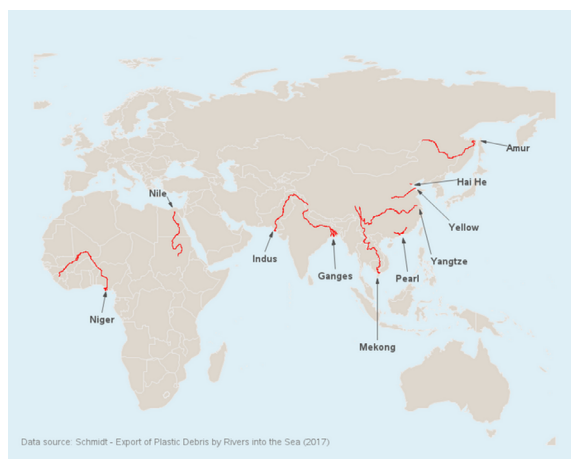 Amur
Hai He
Nile
Yellow
Indus
Yangtze
Ganges
Pearl
Niger
Mekong
Data source: Schmidt - Export of Plastic Debris by Rivers into the Sea (2017)